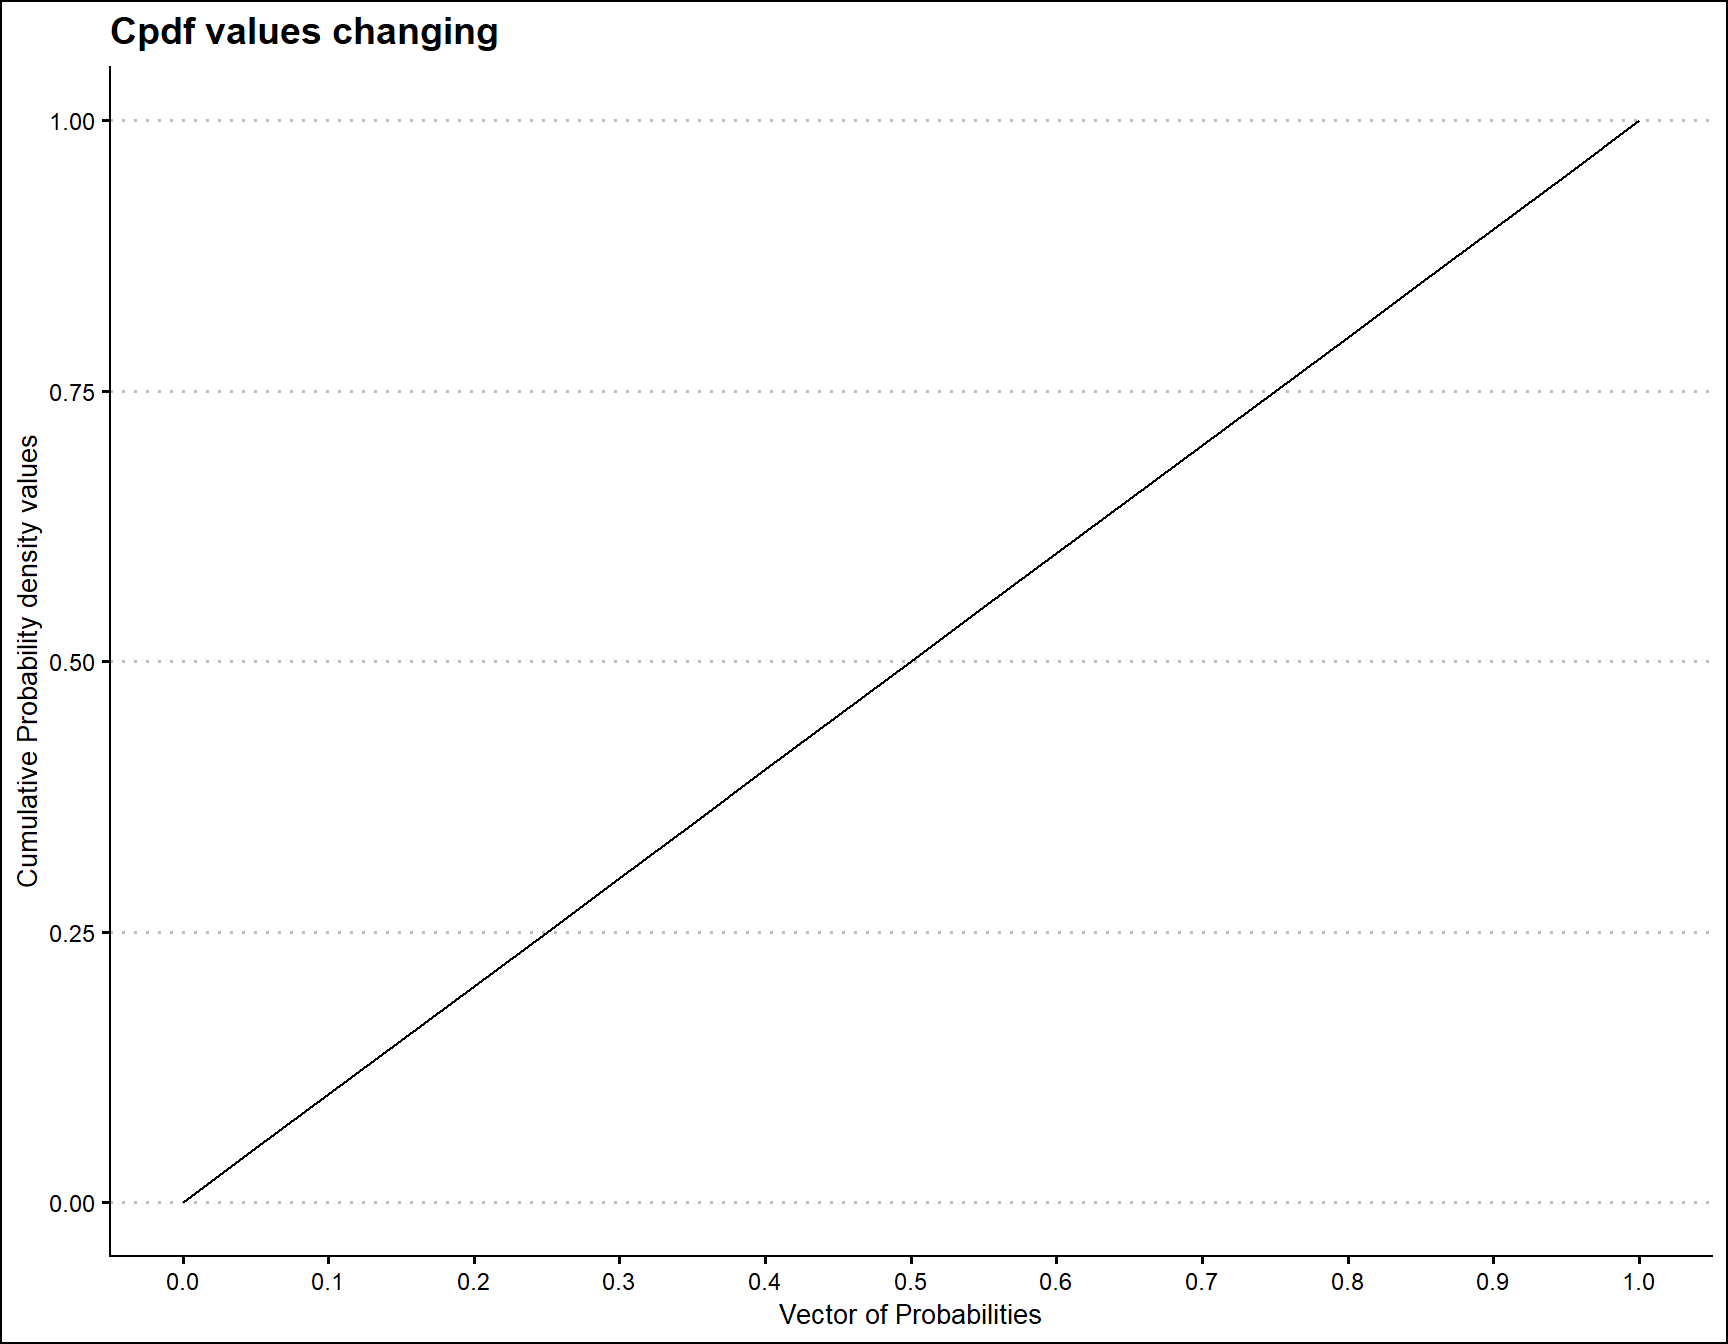 Cpdf values changing
Cumulative Probability density values
1.00
0.75
0.50
0.25
0.00
0.0 0.1 0.2 0.3 0.4 0.5 0.6 0.7 0.8 0.9 1.0
Vector of Probabilities